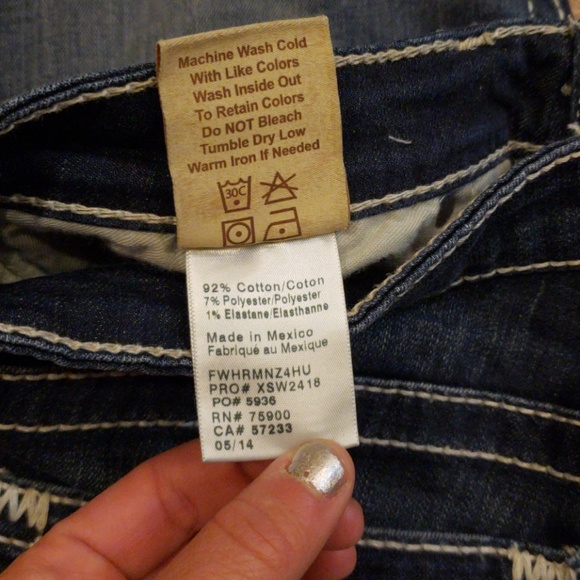 Machine Wash Cold
With Like Colors
Wash Inside Out
To Retain Colors
Do NOT Bleach
Tumble Dry Low
Warm Iron If Needed
30C
92% Cotton/Coton
7% Polyester/Polyester
1% Elastane/Elasthanne
Made in Mexico
Fabriqué au Mexique
FWHRMNZ4HU
PRO# XSW2418
PO# 5936
RN# 75900
CA# 57233
05/14